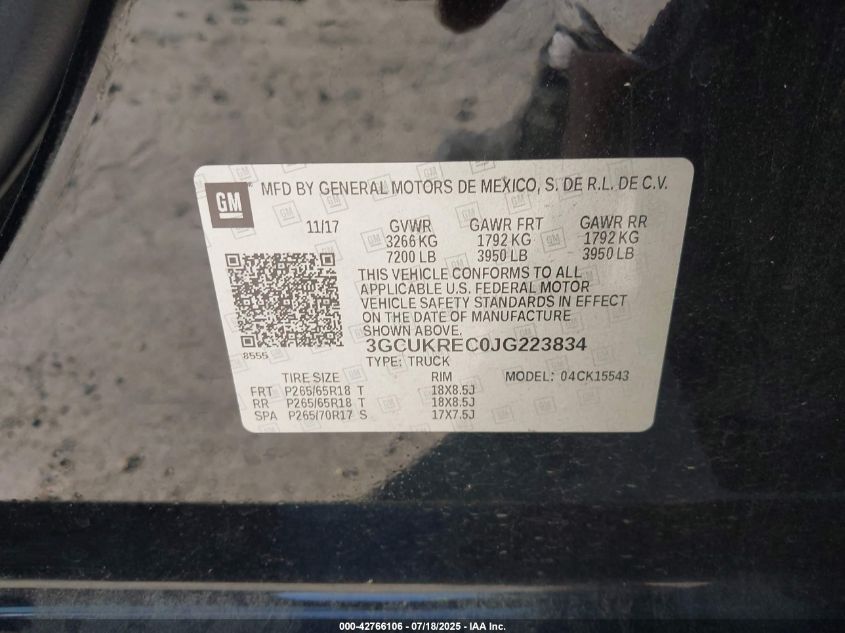 GM
MFD BY GENERAL MOTORS DE MEXICO, S. DE R.L. DE C.V.
11/17 GVWR GAWR FRT GAWR RR
3266 KG 1792 KG 1792 KG
7200 LB 3950 LB 3950 LB
THIS VEHICLE CONFORMS TO ALL
APPLICABLE U.S. FEDERAL MOTOR
VEHICLE SAFETY STANDARDS IN EFFECT
ON THE DATE OF MANUFACTURE
SHOWN ABOVE.
8555
3GCUKREC0JG223834
TYPE: TRUCK
TIRE SIZE RIM MODEL: 04CK15543
FRT P265/65R18 T 18X8.5J
RR P265/65R18 T 18X8.5J
SPA P265/70R17 S 17X7.5J
000-42766106 - 07/18/2025 - IAA Inc.